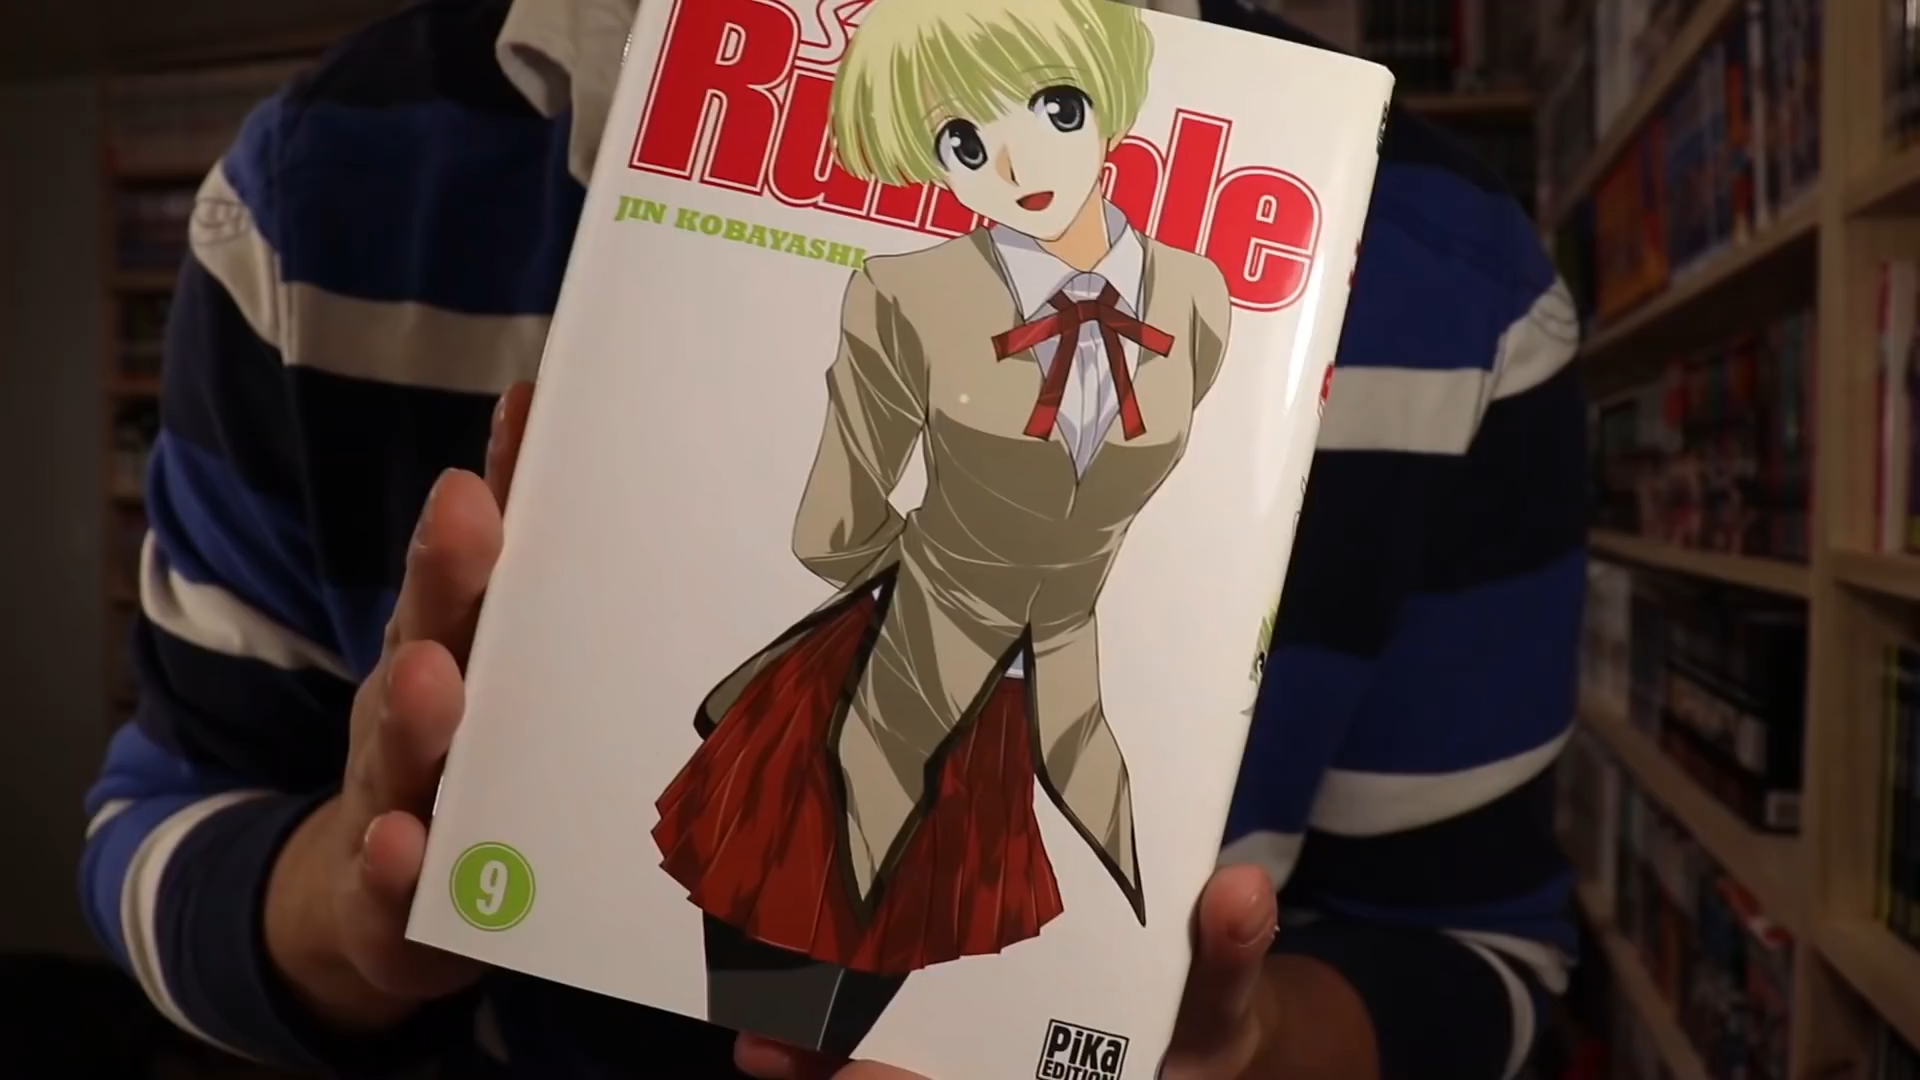 Rumble
JIN KOBAYASHI
9
PiKa
EDITION